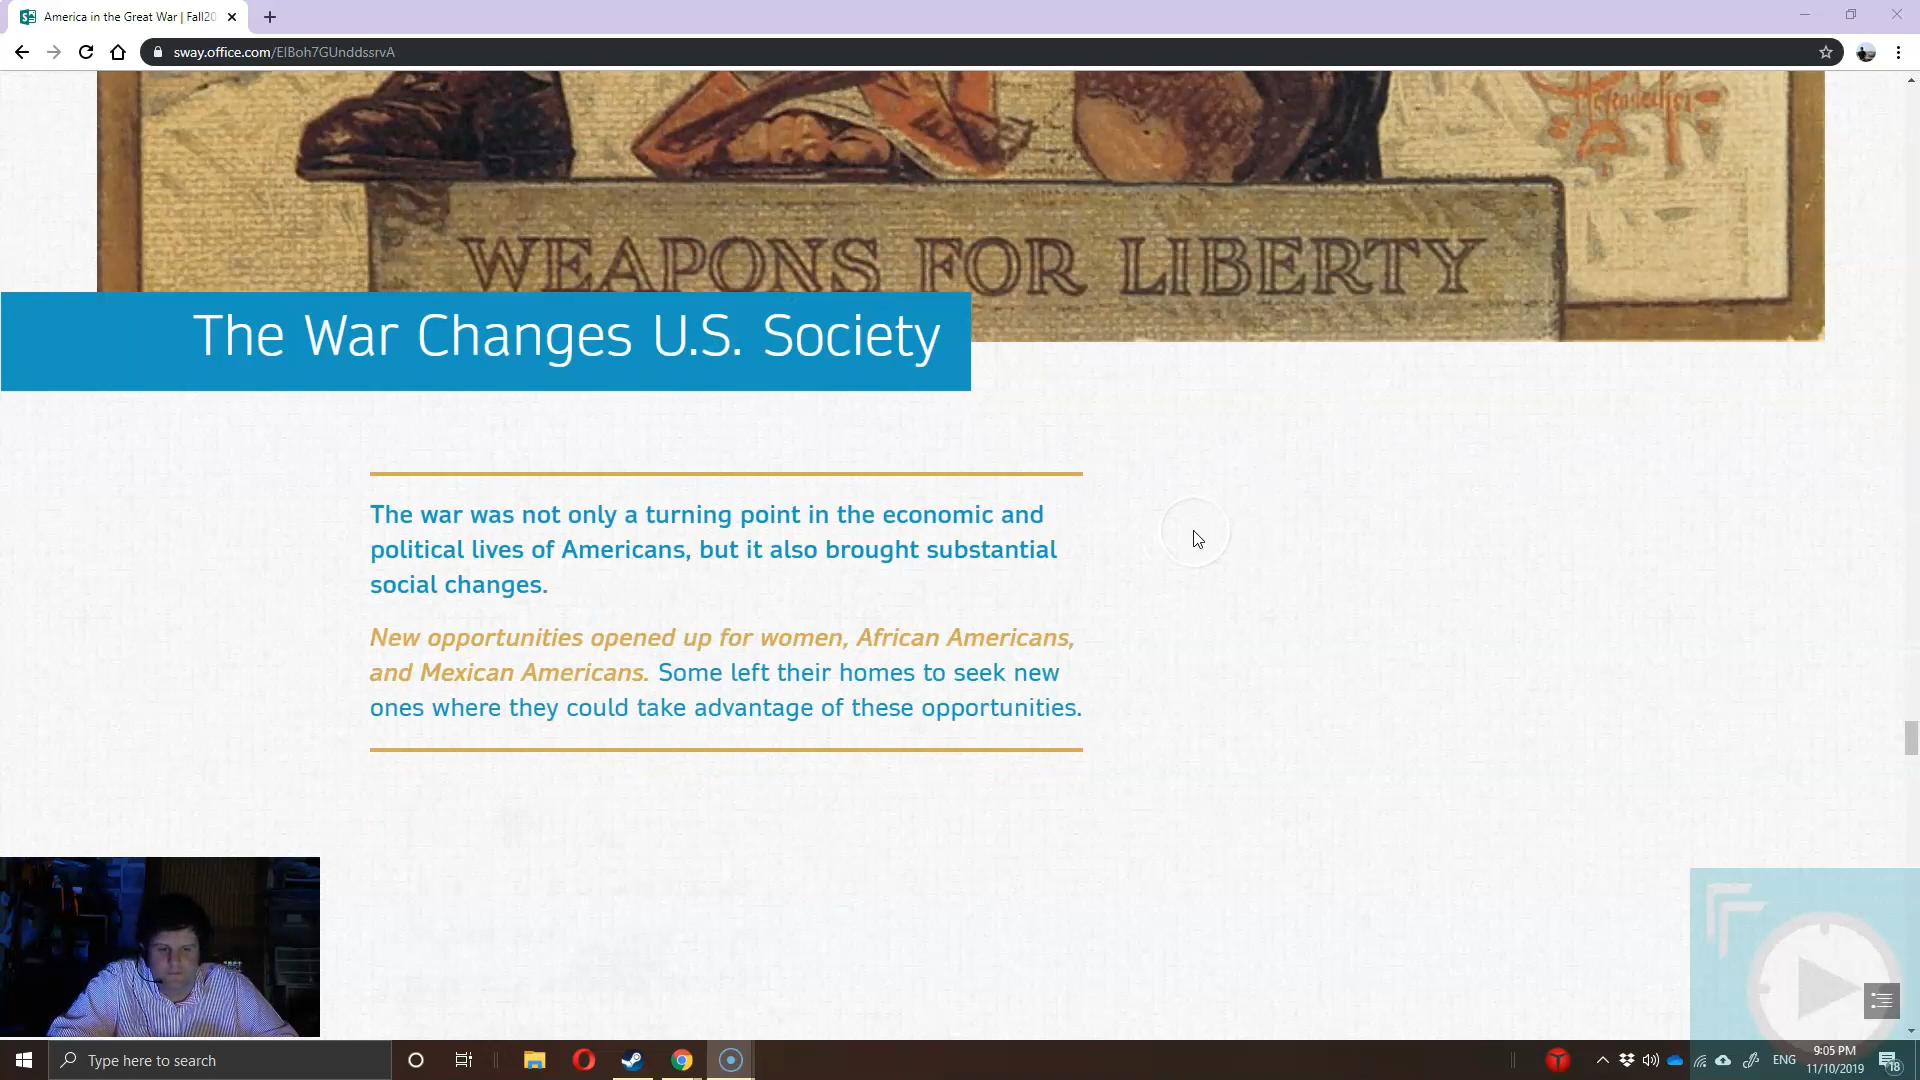 America in the Great War | Fall20
sway.office.com/ElBoh7GUnddssrvA
WEAPONS FOR LIBERTY
The War Changes U.S. Society
The war was not only a turning point in the economic and
political lives of Americans, but it also brought substantial
social changes.
New opportunities opened up for women, African Americans,
and Mexican Americans. Some left their homes to seek new
ones where they could take advantage of these opportunities.
Type here to search
ENG
9:05 PM
11/10/2019
18